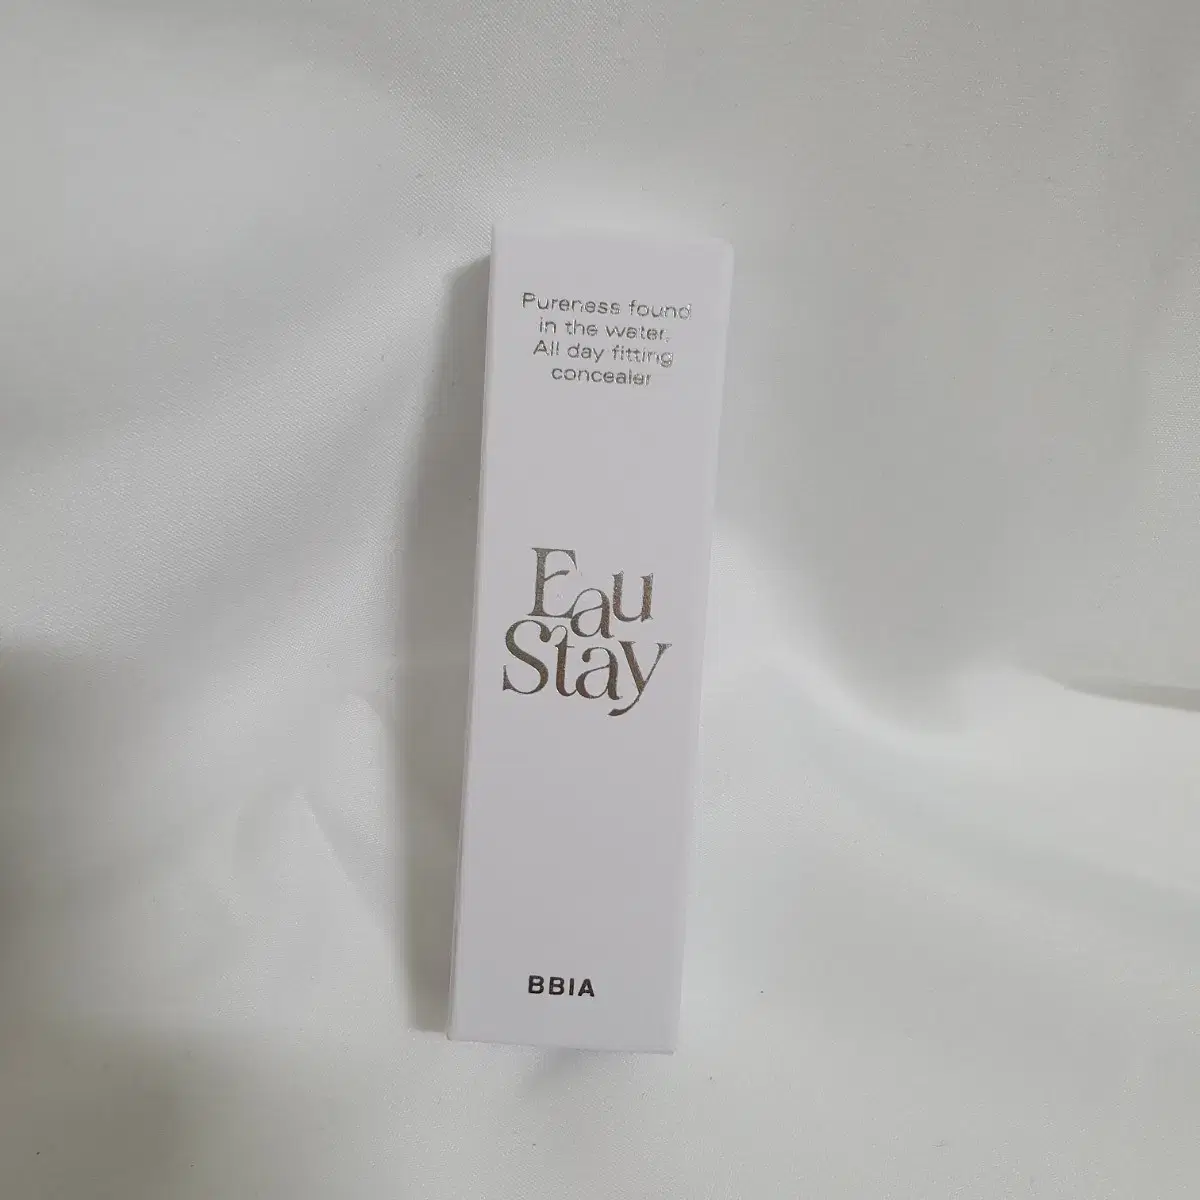 Pureness found
in the water.
All day fitting
concealer
Eau
Stay
BBIA